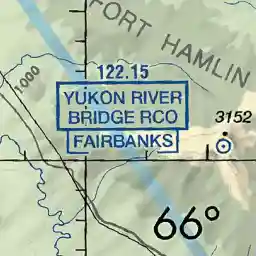 FORT HAMLIN
1000
122.15
YUKON RIVER
BRIDGE RCO
FAIRBANKS
3152
66°